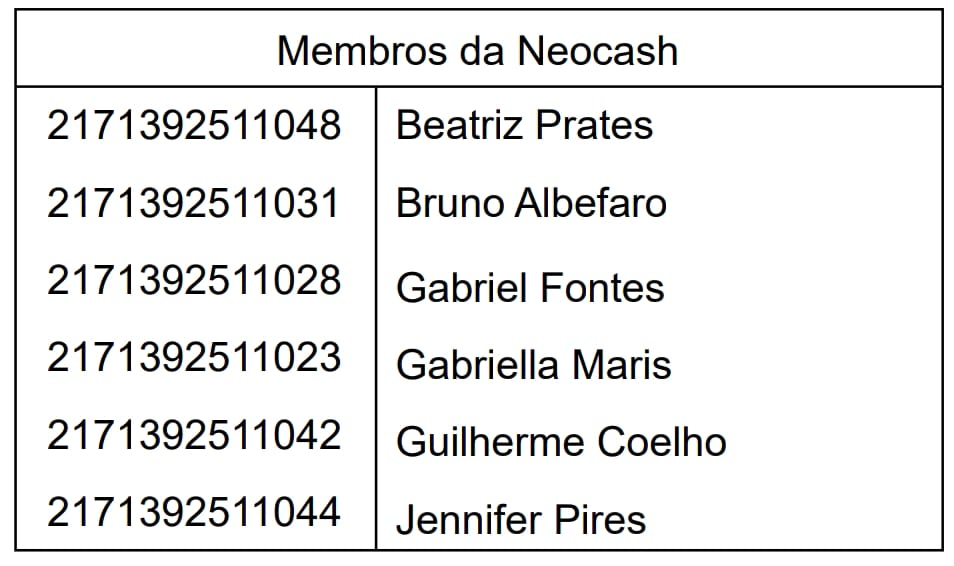 Membros da Neocash
2171392511048 Beatriz Prates
2171392511031 Bruno Albefaro
2171392511028 Gabriel Fontes
2171392511023 Gabriella Maris
2171392511042 Guilherme Coelho
2171392511044 Jennifer Pires